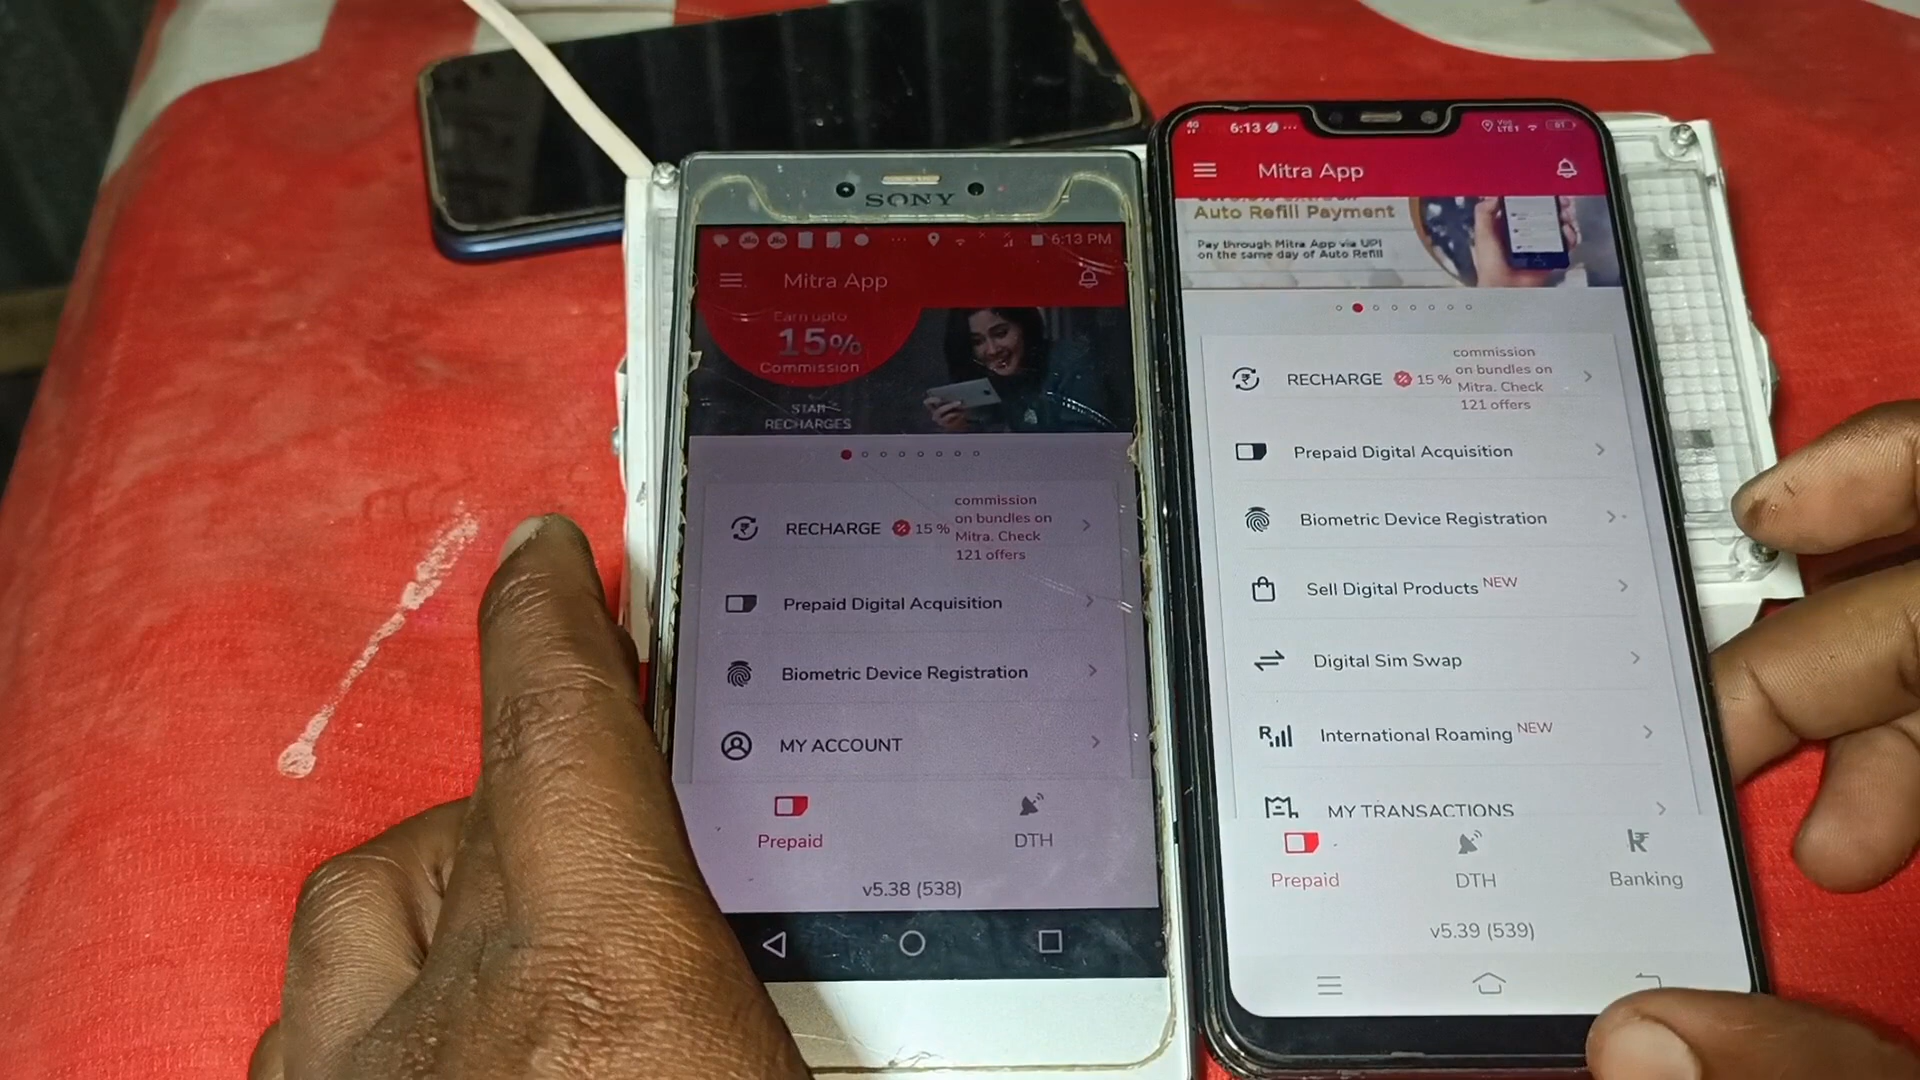 SONY
6:13 PM
Mitra App
Earn upto
15%
Commission
STAR
RECHARGES
RECHARGE 15 % commission
on bundles on
Mitra. Check
121 offers
Prepaid Digital Acquisition
Biometric Device Registration
MY ACCOUNT
Prepaid DTH
v5.38 (538)
4G 6:13 LTE1
Mitra App
Auto Refill Payment
Pay through Mitra App via UPI
on the same day of Auto Refill
RECHARGE 15 % commission
on bundles on
Mitra. Check
121 offers
Prepaid Digital Acquisition
Biometric Device Registration
Sell Digital Products NEW
Digital Sim Swap
International Roaming NEW
MY TRANSACTIONS
Prepaid DTH Banking
v5.39 (539)